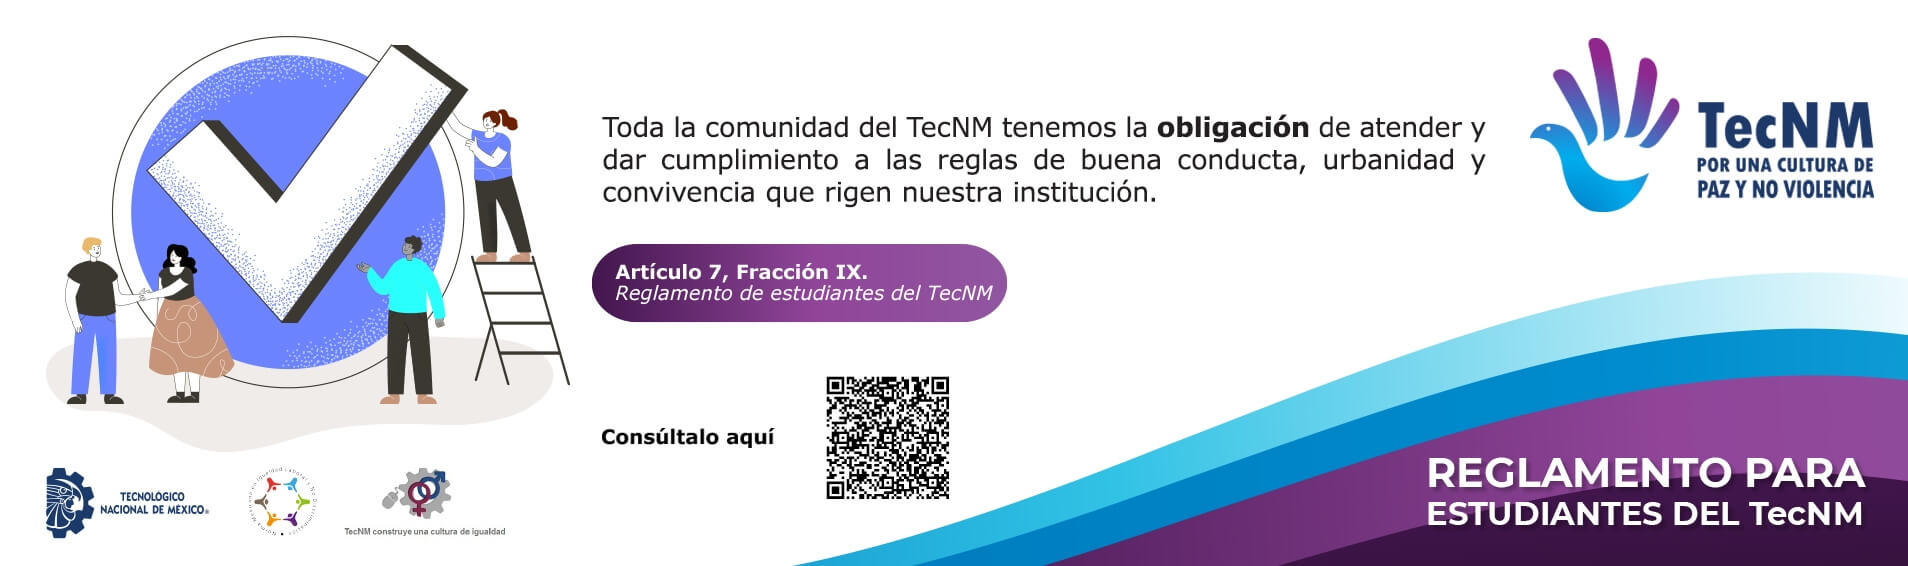 Toda la comunidad del TecNM tenemos la obligación de atender y
dar cumplimiento a las reglas de buena conducta, urbanidad y
convivencia que rigen nuestra institución.
TecNM
POR UNA CULTURA DE
PAZ Y NO VIOLENCIA
Artículo 7, Fracción IX.
Reglamento de estudiantes del TecNM
Consúltalo aquí
TECNOLÓGICO
NACIONAL DE MÉXICO®
TecNM construye una cultura de igualdad
REGLAMENTO PARA
ESTUDIANTES DEL TecNM